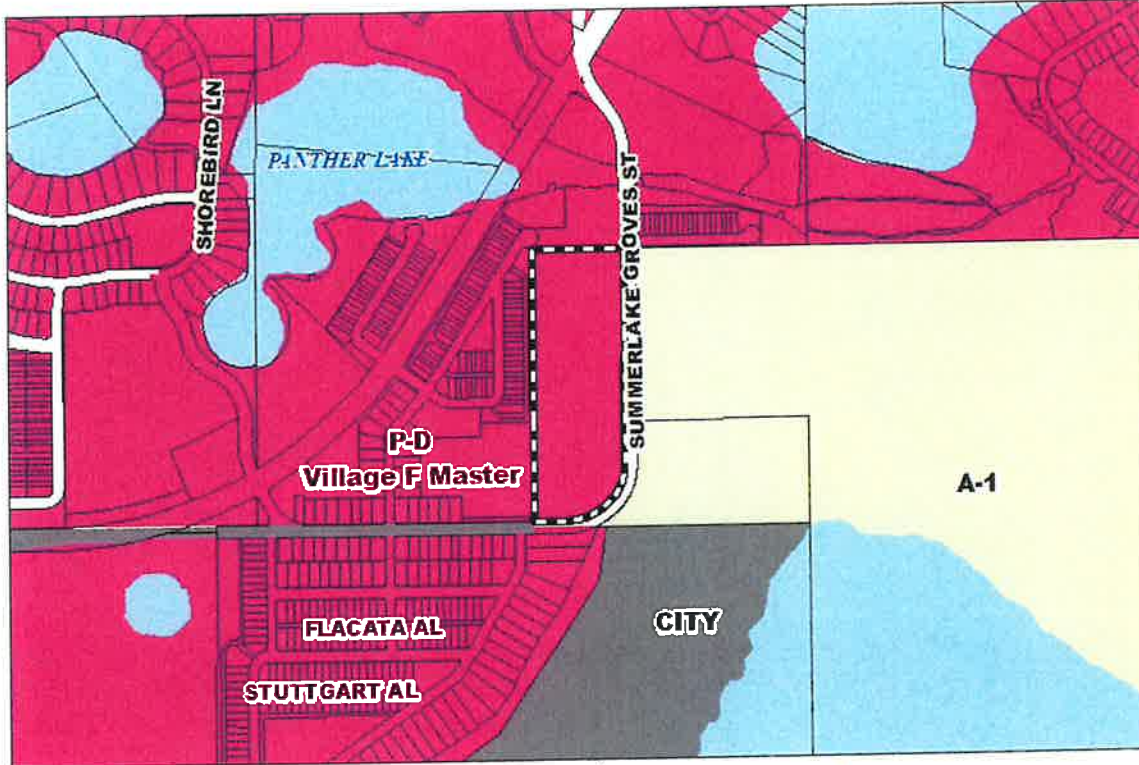 SHOREBIRD LN
PANTHER LAKE
SUMMERLAKE GROVES ST
P-D
Village F Master
A-1
CITY
FLACATA AL
STUTTGART AL